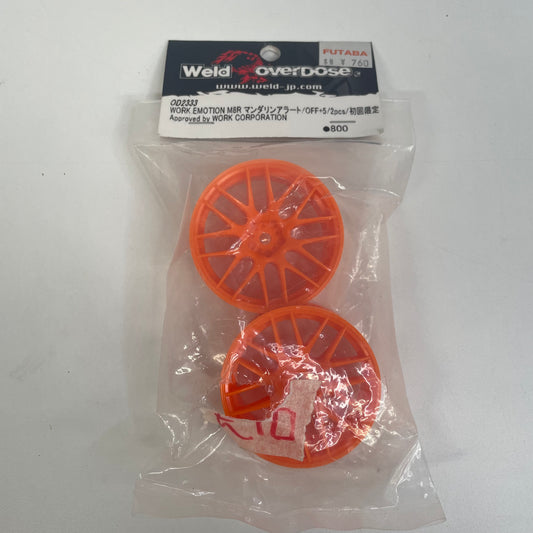 FUTABA
¥ 760
Weld OVERDOSE
www.weld-jp.com
OD2333
WORK EMOTION M8R マンダリンアラート/OFF+5/2pcs/初回限定
Approved by WORK CORPORATION
●800